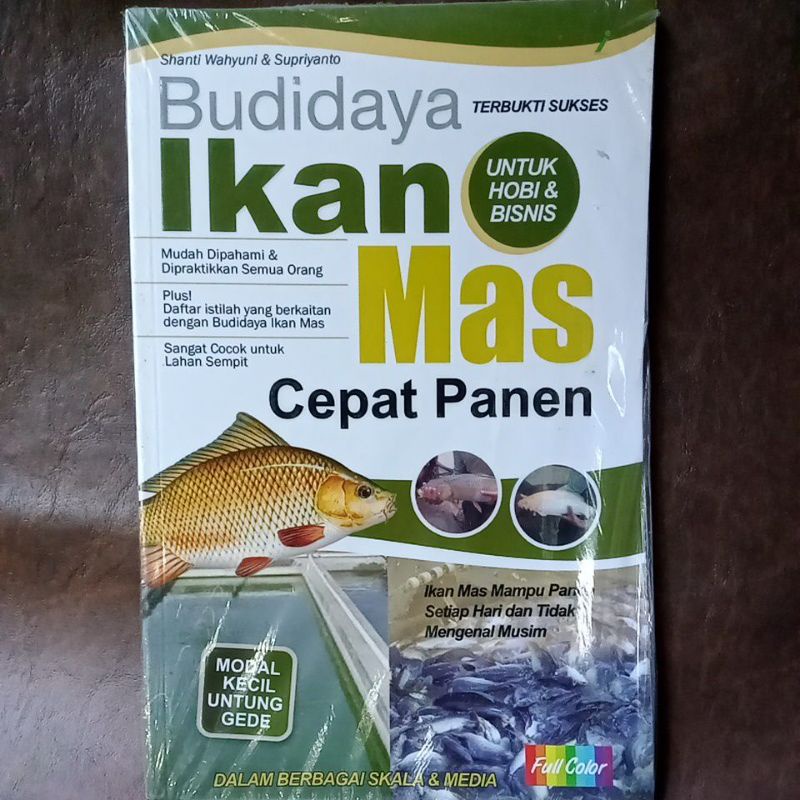 Shanti Wahyuni & Supriyanto
Budidaya
TERBUKTI SUKSES
Ikan
UNTUK
HOBI &
BISNIS
Mas
Mudah Dipahami &
Dipraktikkan Semua Orang
Plus!
Daftar istilah yang berkaitan
dengan Budidaya Ikan Mas
Sangat Cocok untuk
Lahan Sempit
Cepat Panen
Ikan Mas Mampu Panen
Setiap Hari dan Tidak
Mengenal Musim
MODAL
KECIL
UNTUNG
GEDE
DALAM BERBAGAI SKALA & MEDIA
Full Color